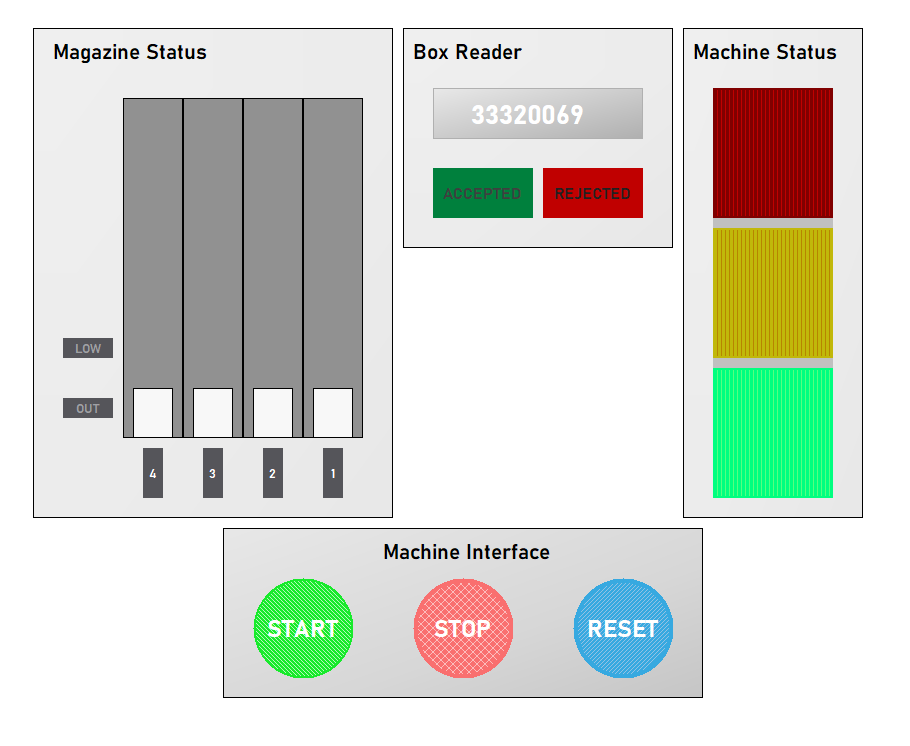 Magazine Status
LOW
OUT
4
3
2
1
Box Reader
33320069
ACCEPTED
REJECTED
Machine Status
Machine Interface
START
STOP
RESET